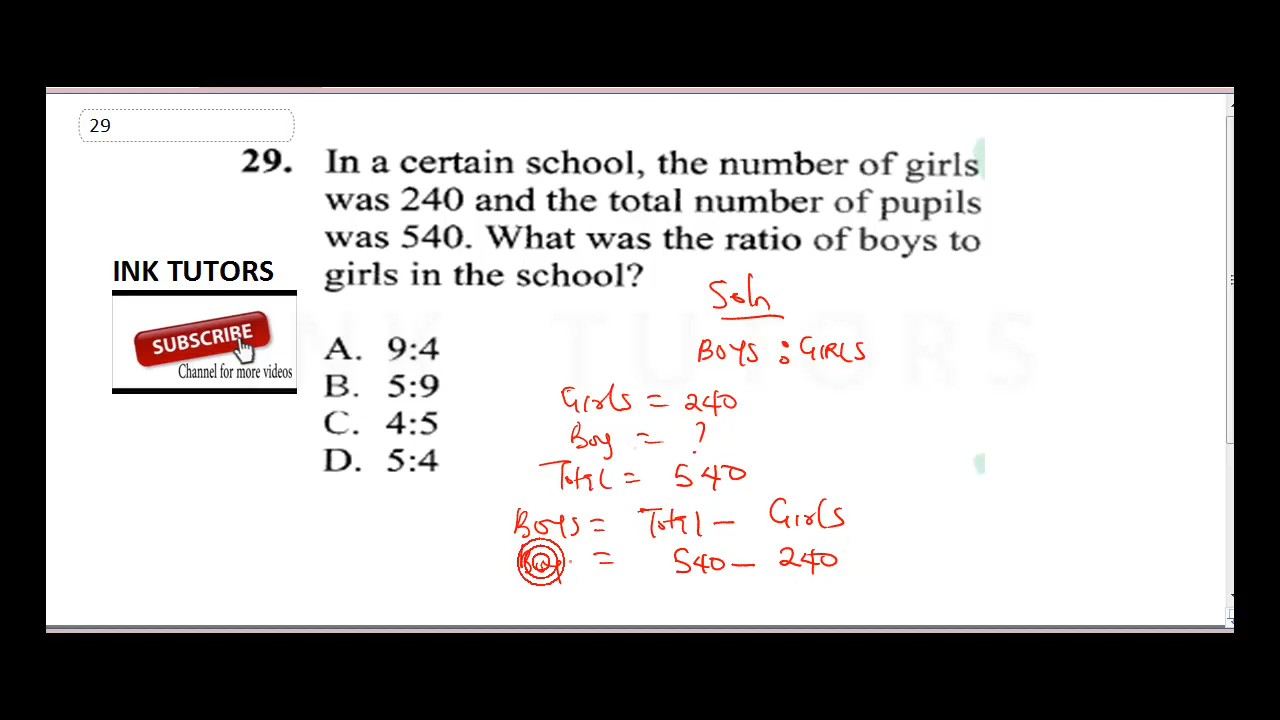 29
29. In a certain school, the number of girls
was 240 and the total number of pupils
was 540. What was the ratio of boys to
girls in the school?
INK TUTORS
SUBSCRIBE
Channel for more videos
A. 9:4
B. 5:9
C. 4:5
D. 5:4
Soln
BOYS : GIRLS
Girls = 240
Boy = ?
Total = 540
Boys = Total - Girls
= 540 - 240
INK TUTORS